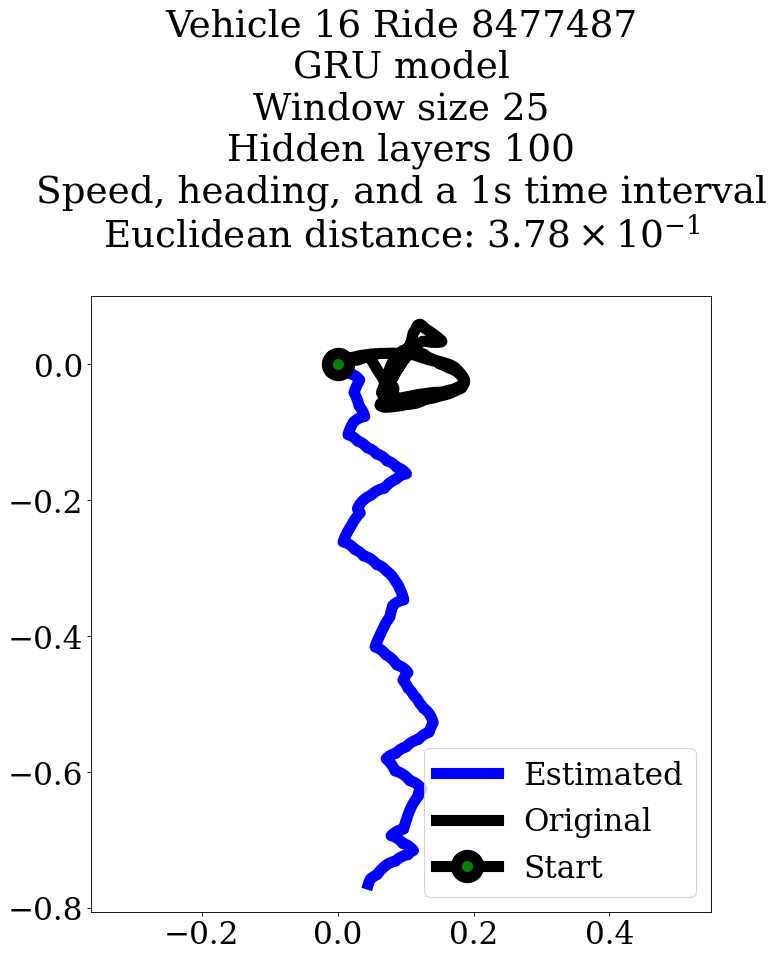 Vehicle 16 Ride 8477487
GRU model
Window size 25
Hidden layers 100
Speed, heading, and a 1s time interval
Euclidean distance: 3.78 × 10⁻¹
0.0
−0.2
−0.4
−0.6
−0.8
Estimated
Original
Start
−0.2 0.0 0.2 0.4